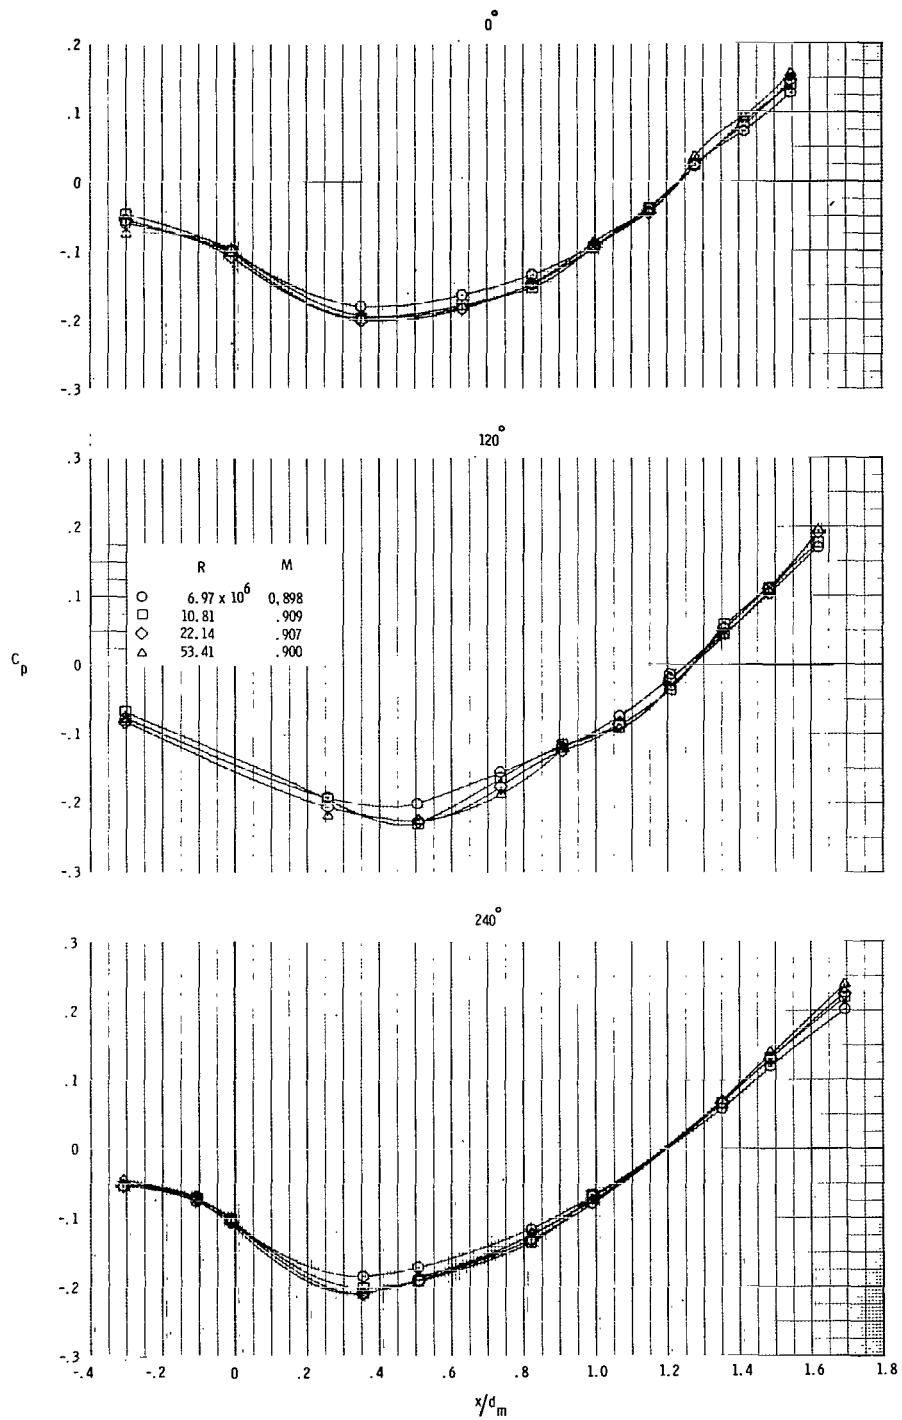 0°
.2
.1
0
-.1
-.2
-.3
120°
.3
.2
R M
○ 6.97 x 10⁶ 0,898
□ 10.81 .909
◇ 22.14 .907
△ 53.41 .900
.1
0
C_p
-.1
-.2
-.3
240°
.3
.2
.1
0
-.1
-.2
-.3
-.4 -.2 0 .2 .4 .6 .8 1.0 1.2 1.4 1.6 1.8
x/d_m